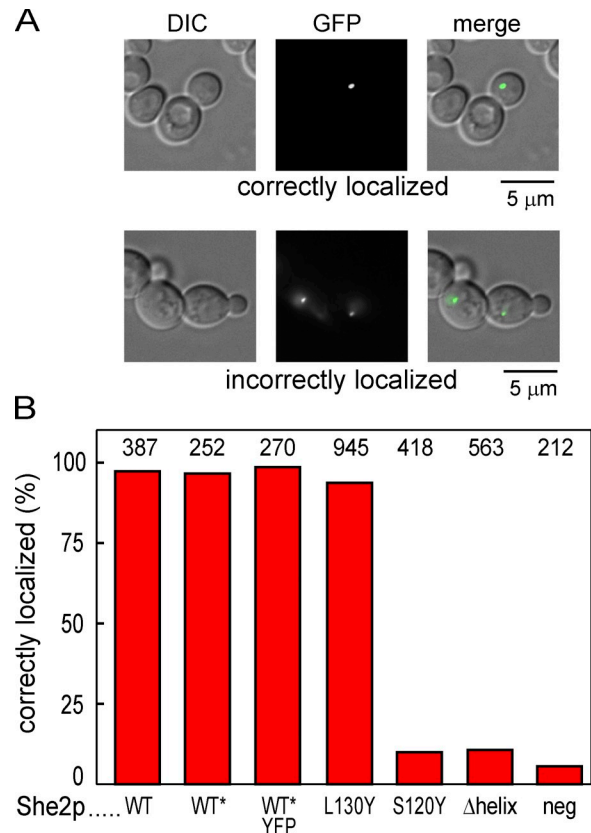 A
DIC GFP merge
correctly localized
5 μm
incorrectly localized
5 μm
B
387 252 270 945 418 563 212
100
75
50
25
0
correctly localized (%)
She2p ..... WT WT* WT* YFP L130Y S120Y Δhelix neg